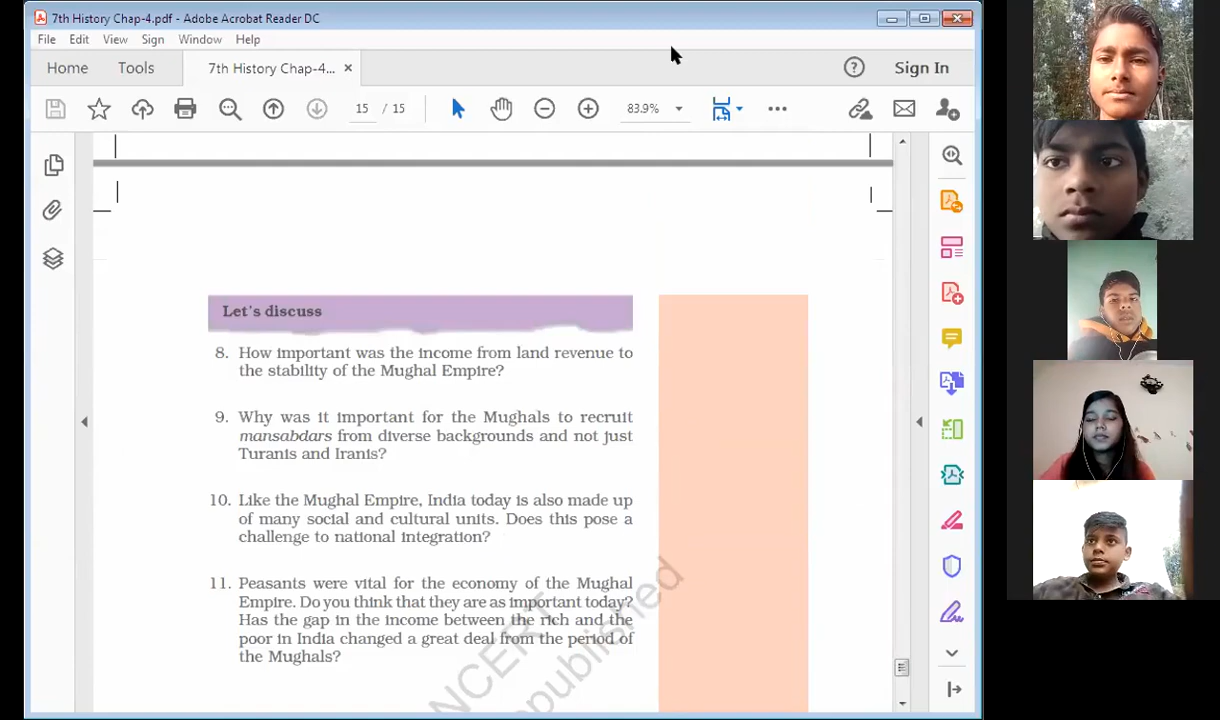 7th History Chap-4.pdf - Adobe Acrobat Reader DC
File Edit View Sign Window Help
Home Tools 7th History Chap-4... Sign In
15 / 15 83.9%
Let's discuss
8. How important was the income from land revenue to
the stability of the Mughal Empire?
9. Why was it important for the Mughals to recruit
mansabdars from diverse backgrounds and not just
Turanis and Iranis?
10. Like the Mughal Empire, India today is also made up
of many social and cultural units. Does this pose a
challenge to national integration?
11. Peasants were vital for the economy of the Mughal
Empire. Do you think that they are as important today?
Has the gap in the income between the rich and the
poor in India changed a great deal from the period of
the Mughals?
NCERT
republished